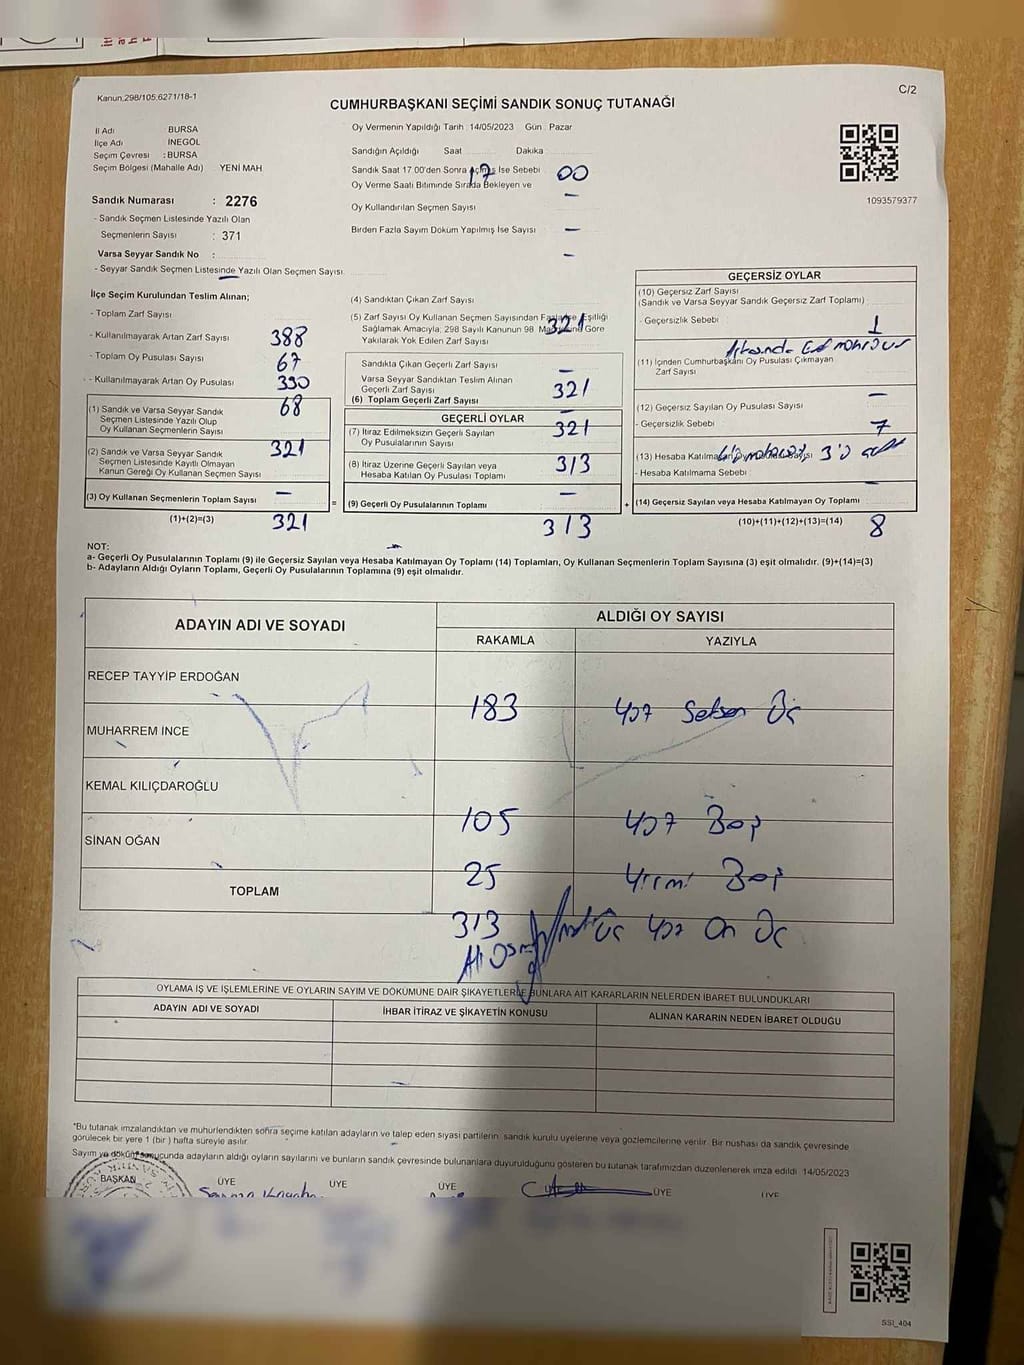 Kanun.298/105.6271/18-1
C/2
CUMHURBAŞKANI SEÇİMİ SANDIK SONUÇ TUTANAĞI
İl Adı BURSA
İlçe Adı İNEGÖL
Seçim Çevresi : BURSA
Seçim Bölgesi (Mahalle Adı) YENİ MAH
Sandık Numarası : 2276
- Sandık Seçmen Listesinde Yazılı Olan
Seçmenlerin Sayısı : 371
Varsa Seyyar Sandık No :
- Seyyar Sandık Seçmen Listesinde Yazılı Olan Seçmen Sayısı
Oy Vermenin Yapıldığı Tarih 14/05/2023 Gün Pazar
Sandığın Açıldığı Saat Dakika
17 00
Sandık Saat 17.00'den Sonra Açılmış İse Sebebi
Oy Verme Saati Bitiminde Sırada Bekleyen ve
Oy Kullandırılan Seçmen Sayısı
Birden Fazla Sayım Döküm Yapılmış İse Sayısı
1093579377
İlçe Seçim Kurulundan Teslim Alınan;
- Toplam Zarf Sayısı
388
- Kullanılmayarak Artan Zarf Sayısı
67
- Toplam Oy Pusulası Sayısı
390
- Kullanılmayarak Artan Oy Pusulası
68
(1) Sandık ve Varsa Seyyar Sandık
Seçmen Listesinde Yazılı Olup
Oy Kullanan Seçmenlerin Sayısı
321
(2) Sandık ve Varsa Seyyar Sandık
Seçmen Listesinde Kayıtlı Olmayan
Kanun Gereği Oy Kullanan Seçmen Sayısı
(3) Oy Kullanan Seçmenlerin Toplam Sayısı =
(1)+(2)=(3) 321
(4) Sandıktan Çıkan Zarf Sayısı
321
(5) Zarf Sayısı Oy Kullanan Seçmen Sayısından Fazla İse Eşitliği
Sağlamak Amacıyla; 298 Sayılı Kanunun 98 Maddesine Göre
Yakılarak Yok Edilen Zarf Sayısı
Sandıkta Çıkan Geçerli Zarf Sayısı
321
Varsa Seyyar Sandıktan Teslim Alınan
Geçerli Zarf Sayısı
(6) Toplam Geçerli Zarf Sayısı
GEÇERLİ OYLAR
321
(7) İtiraz Edilmeksizin Geçerli Sayılan
Oy Pusulalarının Sayısı
313
(8) İtiraz Üzerine Geçerli Sayılan veya
Hesaba Katılan Oy Pusulası Toplamı
(9) Geçerli Oy Pusulalarının Toplamı +
313
GEÇERSİZ OYLAR
(10) Geçersiz Zarf Sayısı
(Sandık ve Varsa Seyyar Sandık Geçersiz Zarf Toplamı)
- Geçersizlik Sebebi
1
(11) İçinden Cumhurbaşkanı Oy Pusulası Çıkmayan
Zarf Sayısı
(12) Geçersiz Sayılan Oy Pusulası Sayısı
- Geçersizlik Sebebi
7
(13) Hesaba Katılmayan Oy Pusulası Sayısı
- Hesaba Katılmama Sebebi
(14) Geçersiz Sayılan veya Hesaba Katılmayan Oy Toplamı
(10)+(11)+(12)+(13)=(14) 8
NOT:
a- Geçerli Oy Pusulalarının Toplamı (9) ile Geçersiz Sayılan veya Hesaba Katılmayan Oy Toplamı (14) Toplamları, Oy Kullanan Seçmenlerin Toplam Sayısına (3) eşit olmalıdır. (9)+(14)=(3)
b- Adayların Aldığı Oyların Toplamı, Geçerli Oy Pusulalarının Toplamına (9) eşit olmalıdır.
ADAYIN ADI VE SOYADI
ALDIĞI OY SAYISI
RAKAMLA YAZIYLA
RECEP TAYYİP ERDOĞAN
183 yüz Seksen Üç
MUHARREM İNCE
KEMAL KILIÇDAROĞLU
105 yüz Beş
SİNAN OĞAN
25 yirmi Beş
TOPLAM
313 Üç yüz On Üç
OYLAMA İŞ VE İŞLEMLERİNE VE OYLARIN SAYIM VE DÖKÜMÜNE DAİR ŞİKAYETLERLE BUNLARA AİT KARARLARIN NELERDEN İBARET BULUNDUKLARI
ADAYIN ADI VE SOYADI İHBAR İTİRAZ VE ŞİKAYETİN KONUSU ALINAN KARARIN NEDEN İBARET OLDUĞU
*Bu tutanak imzalandıktan ve mühürlendikten sonra seçime katılan adayların ve talep eden siyasi partilerin sandık kurulu üyelerine veya gözlemcilerine verilir. Bir nüshası da sandık çevresinde
görülecek bir yere 1 (bir) hafta süreyle asılır.
Sayım ve döküm sonucunda adayların aldığı oyların sayılarını ve bunların sandık çevresinde bulunanlara duyurulduğunu gösteren bu tutanak tarafımızdan düzenlenerek imza edildi 14/05/2023
BAŞKAN ÜYE ÜYE ÜYE ÜYE ÜYE
SSI_404